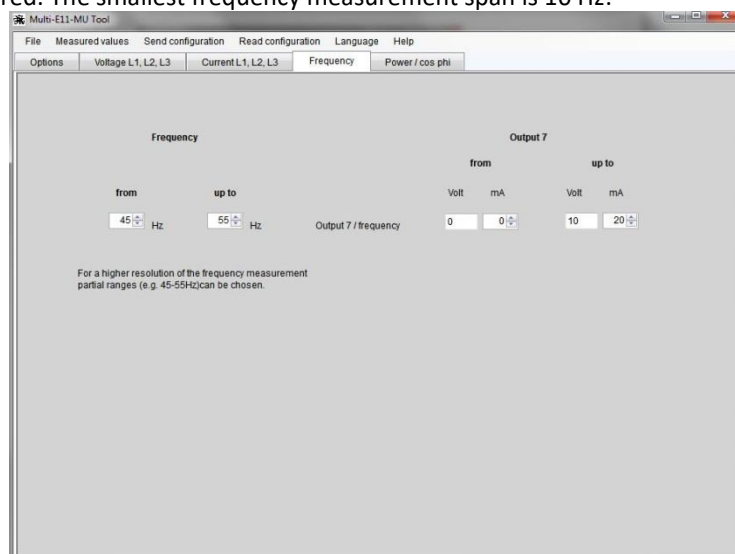 red. The smallest frequency measurement span is 10 Hz.
Multi-E11-MU Tool
File Measured values Send configuration Read configuration Language Help
Options Voltage L1, L2, L3 Current L1, L2, L3 Frequency Power / cos phi
Frequency Output 7
from up to
from up to Volt mA Volt mA
45 Hz 55 Hz Output 7 / frequency 0 0 10 20
For a higher resolution of the frequency measurement
partial ranges (e.g. 45-55Hz)can be chosen.